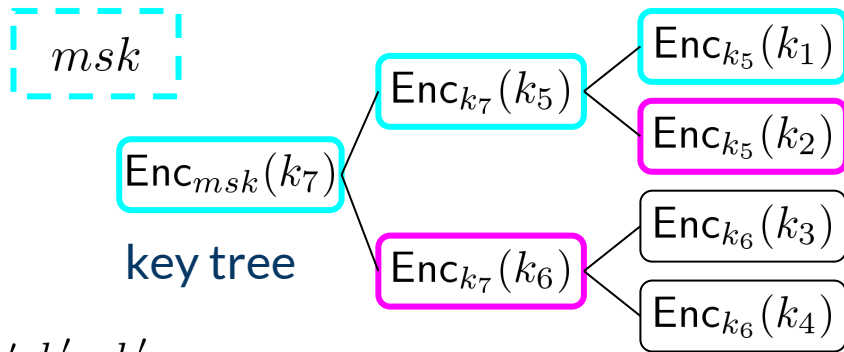 msk
Enc_{k_5}(k_1)
Enc_{k_7}(k_5)
Enc_{k_5}(k_2)
Enc_{msk}(k_7)
Enc_{k_6}(k_3)
key tree
Enc_{k_7}(k_6)
Enc_{k_6}(k_4)